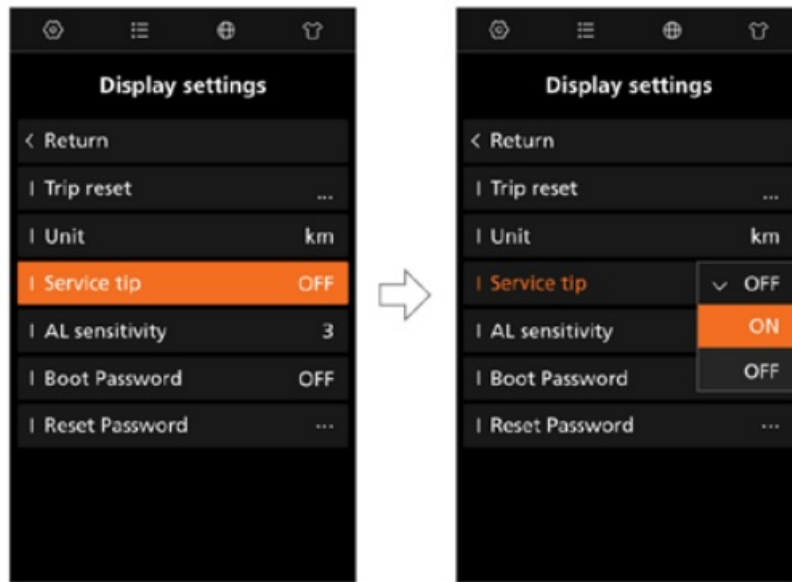 Display settings
< Return
| Trip reset ...
| Unit km
| Service tip OFF
| AL sensitivity 3
| Boot Password OFF
| Reset Password ...
Display settings
< Return
| Trip reset ...
| Unit km
| Service tip OFF
ON
| AL sensitivity
OFF
| Boot Password
| Reset Password ...